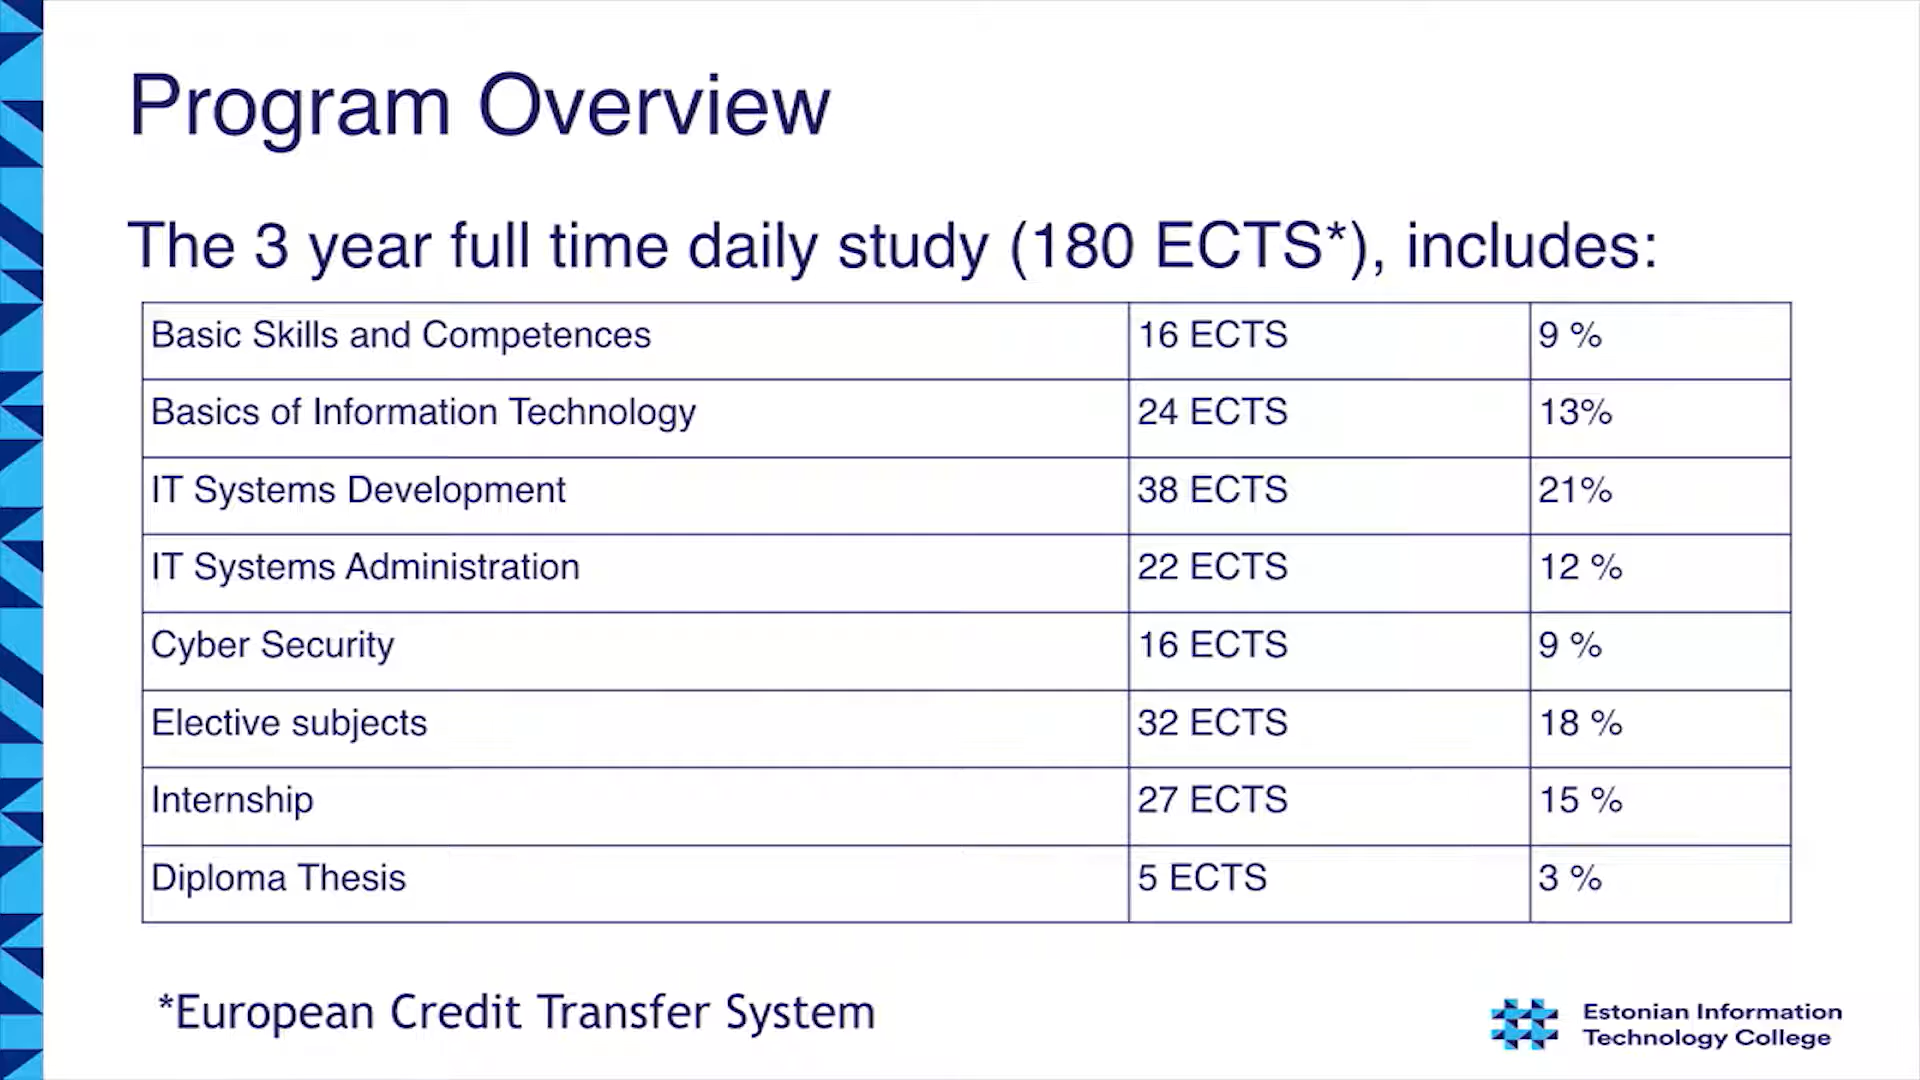 Program Overview
The 3 year full time daily study (180 ECTS*), includes:
Basic Skills and Competences 16 ECTS 9 %
Basics of Information Technology 24 ECTS 13%
IT Systems Development 38 ECTS 21%
IT Systems Administration 22 ECTS 12 %
Cyber Security 16 ECTS 9 %
Elective subjects 32 ECTS 18 %
Internship 27 ECTS 15 %
Diploma Thesis 5 ECTS 3 %
*European Credit Transfer System
Estonian Information
Technology College